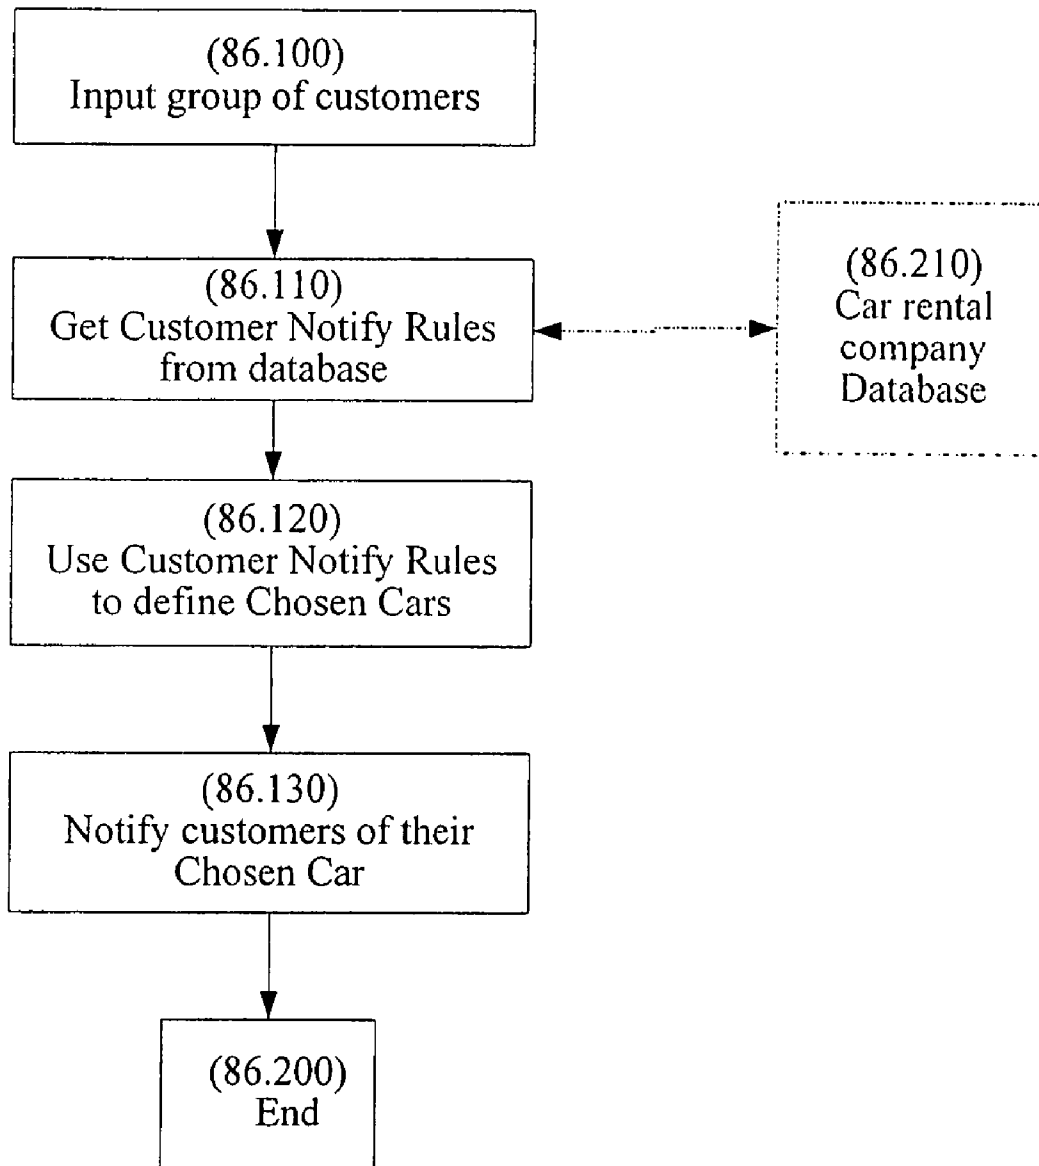 (86.100)
Input group of customers
(86.110)
Get Customer Notify Rules
from database
(86.210)
Car rental
company
Database
(86.120)
Use Customer Notify Rules
to define Chosen Cars
(86.130)
Notify customers of their
Chosen Car
(86.200)
End